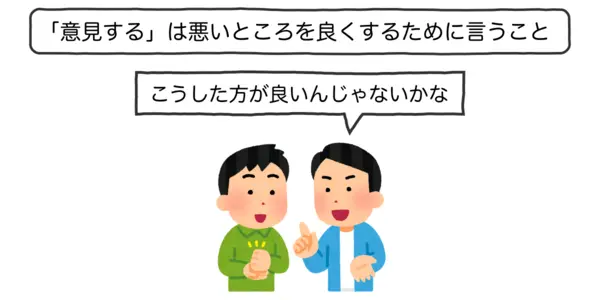 「意見する」は悪いところを良くするために言うこと
こうした方が良いんじゃないかな